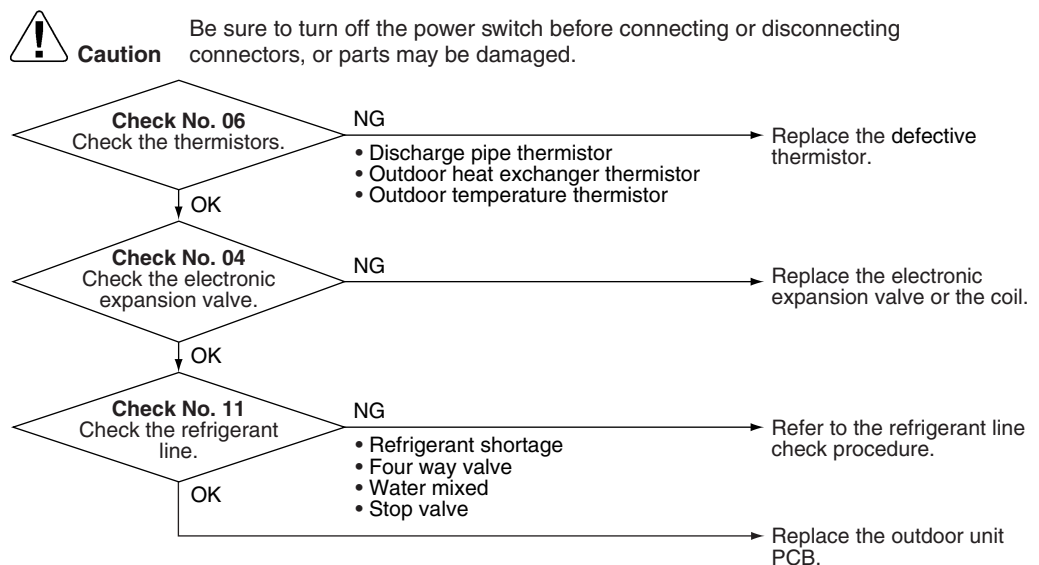 Be sure to turn off the power switch before connecting or disconnecting
Caution connectors, or parts may be damaged.
Check No. 06
Check the thermistors.
NG
• Discharge pipe thermistor
• Outdoor heat exchanger thermistor
• Outdoor temperature thermistor
Replace the defective
thermistor.
OK
Check No. 04
Check the electronic
expansion valve.
NG
Replace the electronic
expansion valve or the coil.
OK
Check No. 11
Check the refrigerant
line.
NG
• Refrigerant shortage
• Four way valve
• Water mixed
• Stop valve
Refer to the refrigerant line
check procedure.
OK
Replace the outdoor unit
PCB.